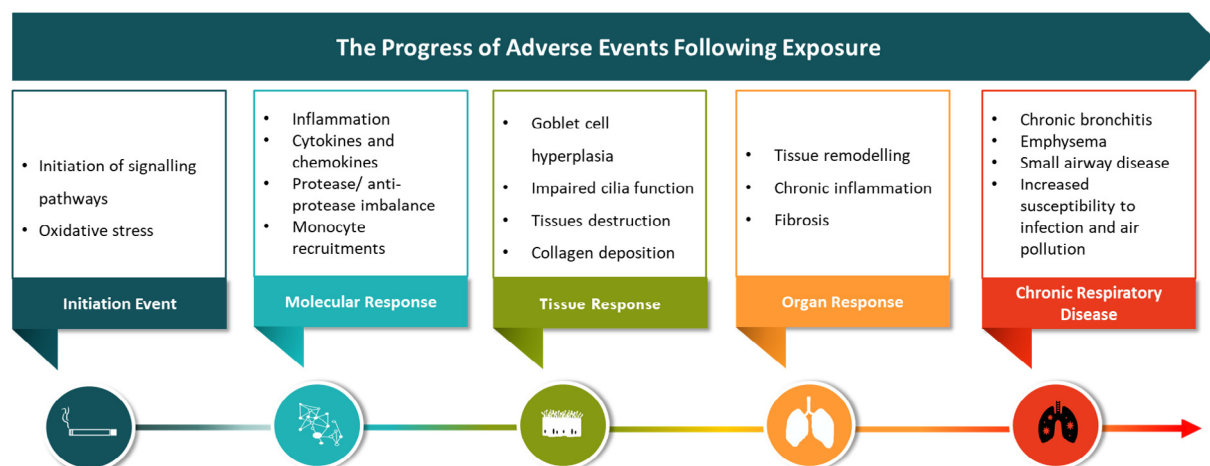 The Progress of Adverse Events Following Exposure
• Initiation of signalling
pathways
• Oxidative stress
Initiation Event
• Inflammation
• Cytokines and
chemokines
• Protease/ anti-
protease imbalance
• Monocyte
recruitments
Molecular Response
• Goblet cell
hyperplasia
• Impaired cilia function
• Tissues destruction
• Collagen deposition
Tissue Response
• Tissue remodelling
• Chronic inflammation
• Fibrosis
Organ Response
• Chronic bronchitis
• Emphysema
• Small airway disease
• Increased
susceptibility to
infection and air
pollution
Chronic Respiratory
Disease